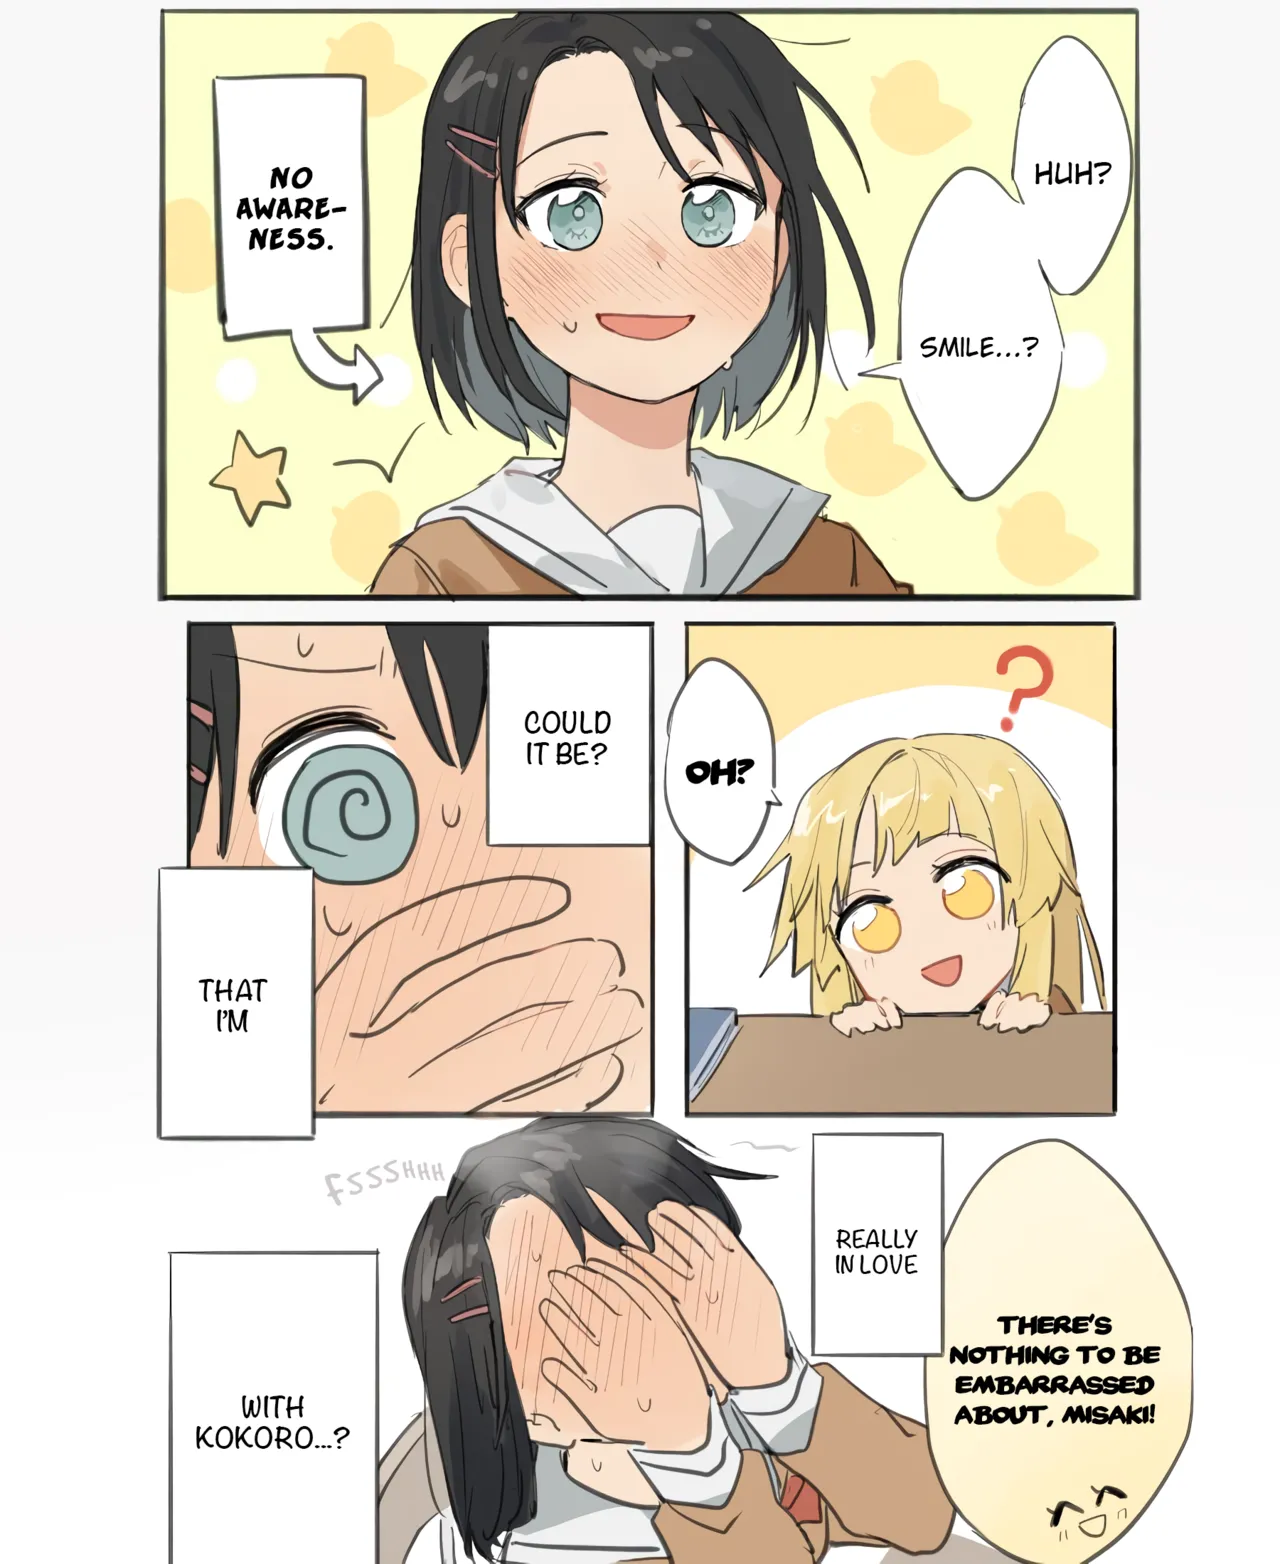 HUH?
SMILE...?
NO
AWARE-
NESS.
OH?
COULD
IT BE?
THAT
I'M
FSSSHHH
THERE'S
NOTHING TO BE
EMBARRASSED
ABOUT, MISAKI!
REALLY
IN LOVE
WITH
KOKORO...?